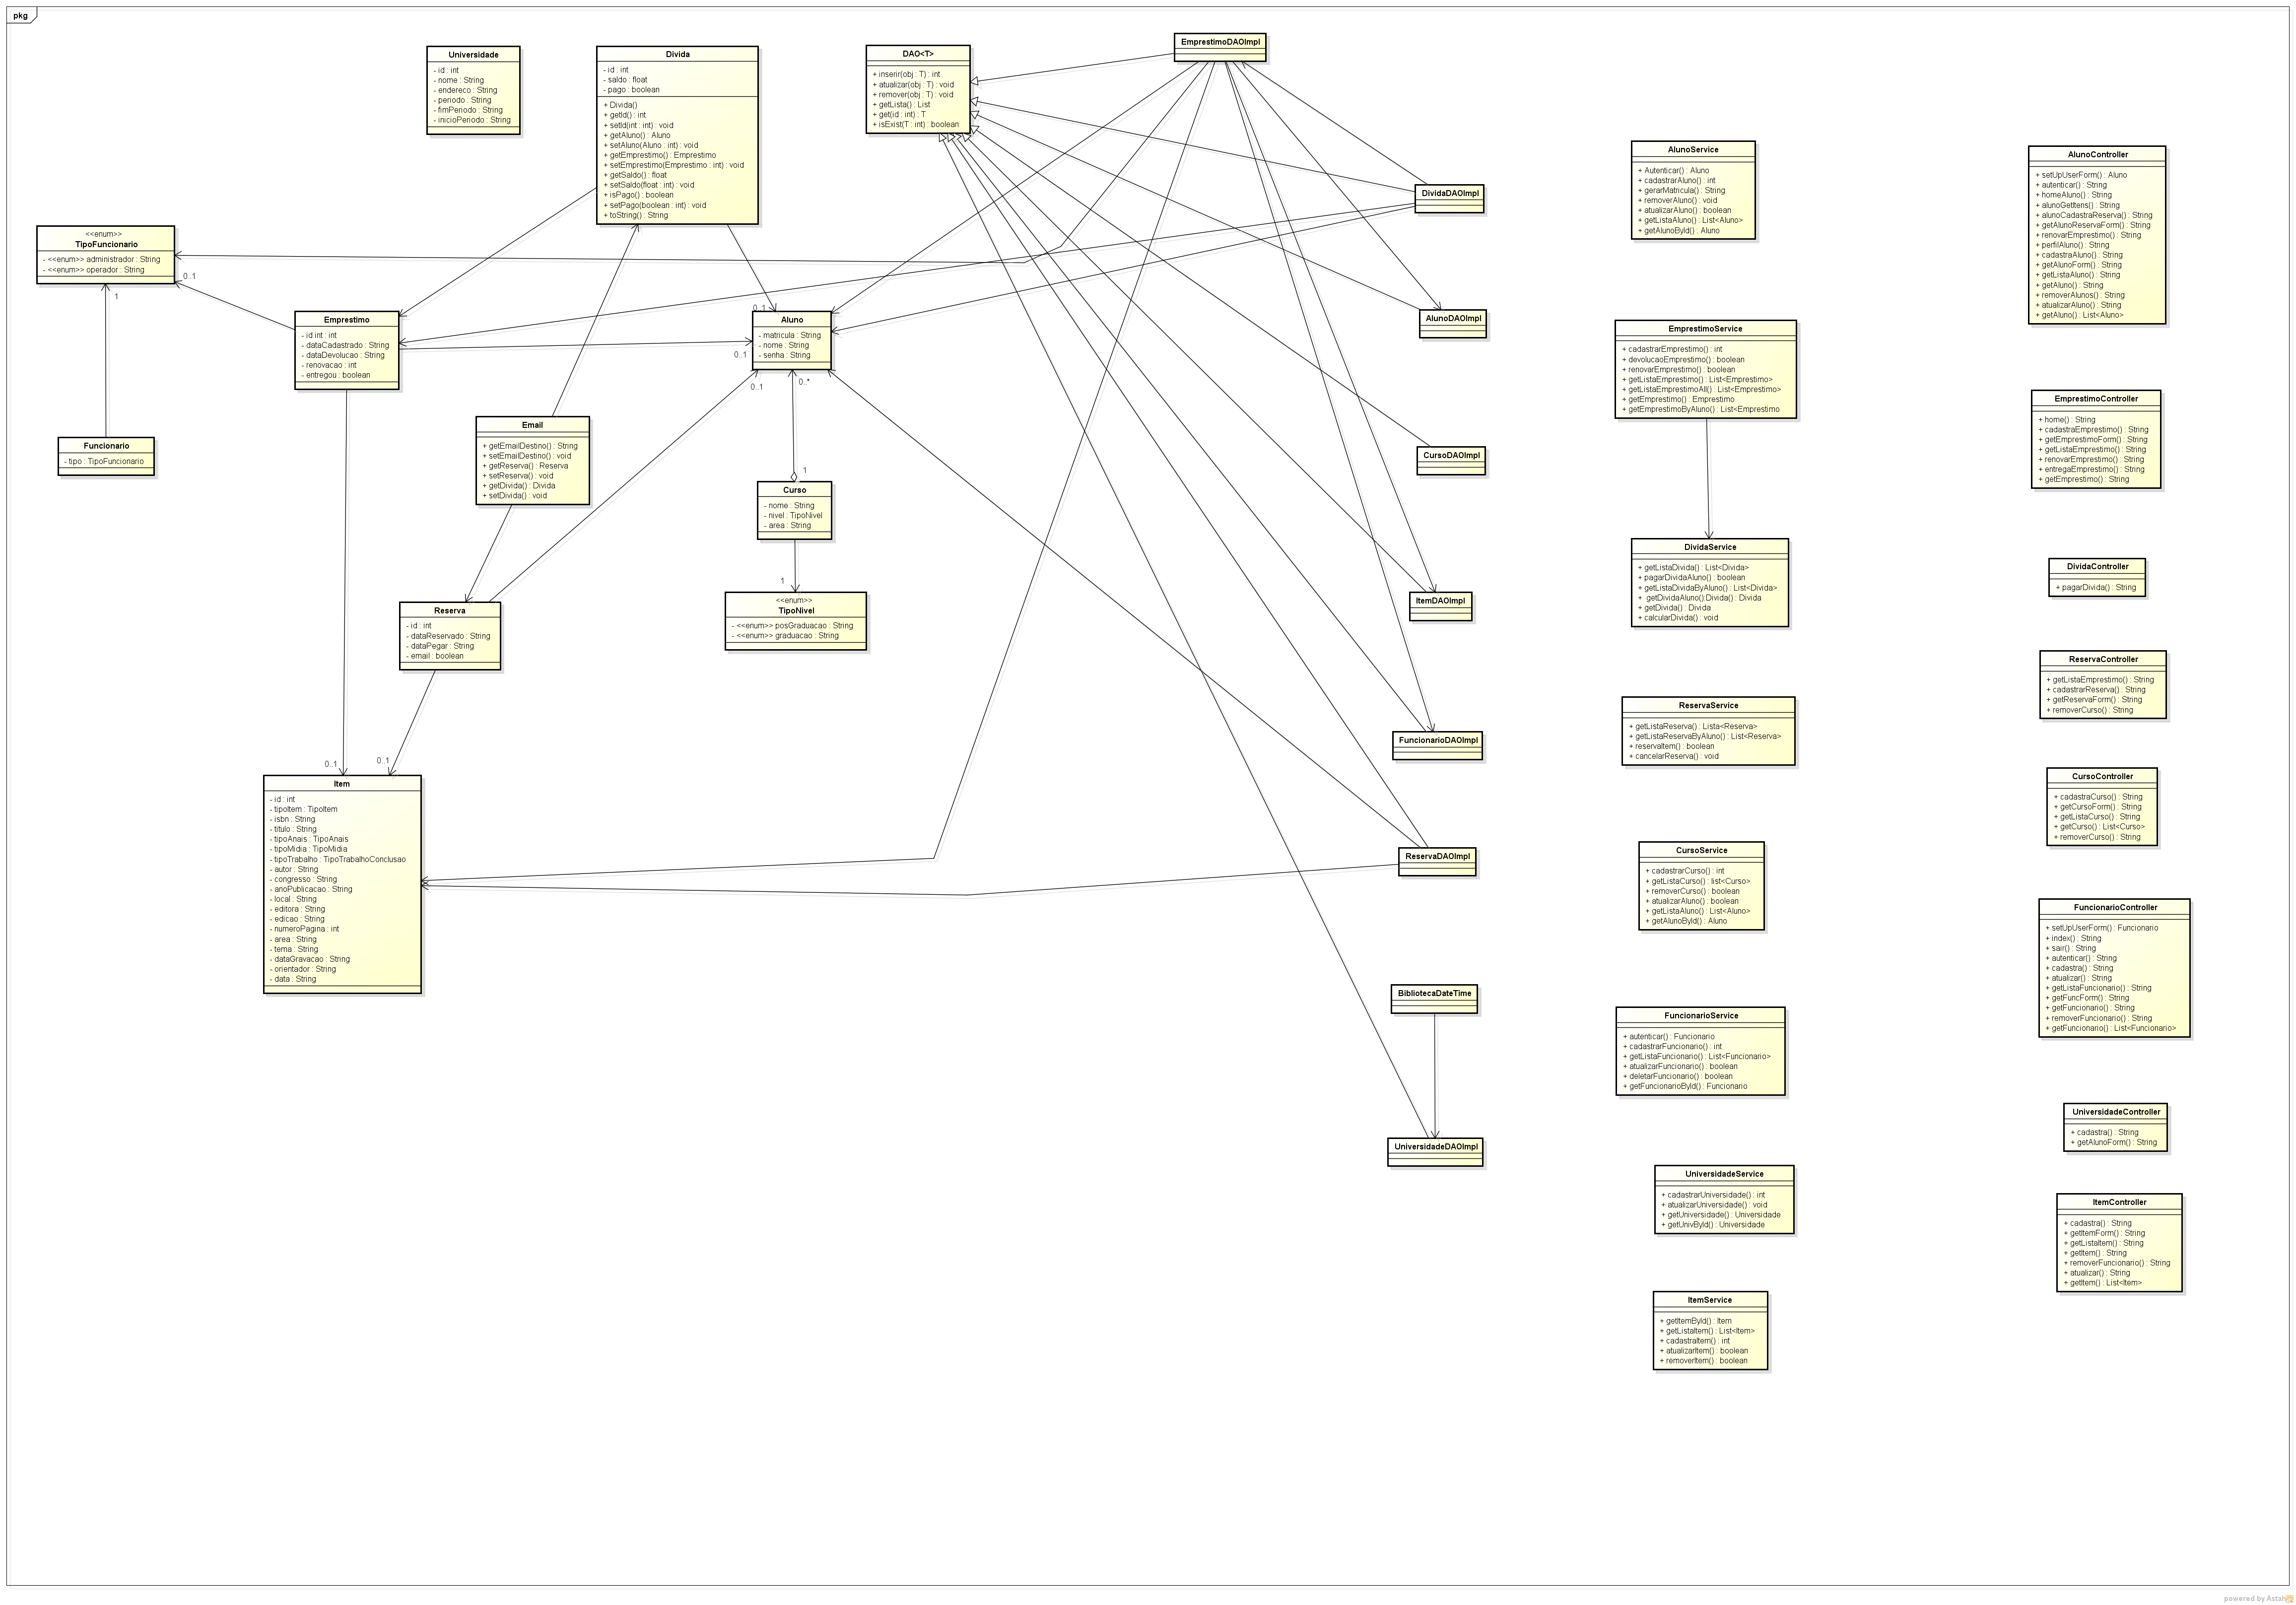 pkg
Universidade
- id : int
- nome : String
- endereco : String
- periodo : String
- fimPeriodo : String
- inicioPeriodo : String
Divida
- id : int
- saldo : float
- pago : boolean
+ Divida()
+ getId() : int
+ setId(int : int) : void
+ getAluno() : Aluno
+ setAluno(Aluno : int) : void
+ getEmprestimo() : Emprestimo
+ setEmprestimo(Emprestimo : int) : void
+ getSaldo() : float
+ setSaldo(float : int) : void
+ isPago() : boolean
+ setPago(boolean : int) : void
+ toString() : String
DAO<T>
+ inserir(obj : T) : int
+ atualizar(obj : T) : void
+ remover(obj : T) : void
+ getLista() : List
+ get(id : int) : T
+ isExist(T : int) : boolean
EmprestimoDAOImpl
DividaDAOImpl
<<enum>>
TipoFuncionario
- <<enum>> administrador : String
- <<enum>> operador : String
0..1
1
Funcionario
- tipo : TipoFuncionario
Emprestimo
- id int : int
- dataCadastrado : String
- dataDevolucao : String
- renovacao : int
- entregou : boolean
0..1
Aluno
- matricula : String
- nome : String
- senha : String
0..1
0..1
0..*
1
Email
+ getEmailDestino() : String
+ setEmailDestino() : void
+ getReserva() : Reserva
+ setReserva() : void
+ getDivida() : Divida
+ setDivida() : void
Curso
- nome : String
- nivel : TipoNivel
- area : String
1
<<enum>>
TipoNivel
- <<enum>> posGraduacao : String
- <<enum>> graduacao : String
Reserva
- id : int
- dataReservado : String
- dataPegar : String
- email : boolean
0..1
0..1
Item
- id : int
- tipoItem : TipoItem
- isbn : String
- titulo : String
- tipoAnais : TipoAnais
- tipoMidia : TipoMidia
- tipoTrabalho : TipoTrabalhoConclusao
- autor : String
- congresso : String
- anoPublicacao : String
- local : String
- editora : String
- edicao : String
- numeroPagina : int
- area : String
- tema : String
- dataGravacao : String
- orientador : String
- data : String
AlunoDAOImpl
CursoDAOImpl
ItemDAOImpl
FuncionarioDAOImpl
ReservaDAOImpl
BibliotecaDateTime
UniversidadeDAOImpl
AlunoService
+ Autenticar() : Aluno
+ cadastrarAluno() : int
+ gerarMatricula() : String
+ removerAluno() : void
+ atualizarAluno() : boolean
+ getListaAluno() : List<Aluno>
+ getAlunoById() : Aluno
EmprestimoService
+ cadastrarEmprestimo() : int
+ devolucaoEmprestimo() : boolean
+ renovarEmprestimo() : boolean
+ getListaEmprestimo() : List<Emprestimo>
+ getListaEmprestimoAll() : List<Emprestimo>
+ getEmprestimo() : Emprestimo
+ getEmprestimoByAluno() : List<Emprestimo
DividaService
+ getListaDivida() : List<Divida>
+ pagarDividaAluno() : boolean
+ getListaDividaByAluno() : List<Divida>
+  getDividaAluno():Divida() : Divida
+ getDivida() : Divida
+ calcularDivida() : void
ReservaService
+ getListaReserva() : Lista<Reserva>
+ getListaReservaByAluno() : List<Reserva>
+ reservaItem() : boolean
+ cancelarReserva() : void
CursoService
+ cadastrarCurso() : int
+ getListaCurso() : list<Curso>
+ removerCurso() : boolean
+ atualizarAluno() : boolean
+ getListaAluno() : List<Aluno>
+ getAlunoById() : Aluno
FuncionarioService
+ autenticar() : Funcionario
+ cadastrarFuncionario() : int
+ getListaFuncionario() : List<Funcionario>
+ atualizarFuncionario() : boolean
+ deletarFuncionario() : boolean
+ getFuncionarioById() : Funcionario
UniversidadeService
+ cadastrarUniversidade() : int
+ atualizarUniversidade() : void
+ getUniversidade() : Universidade
+ getUnivById() : Universidade
ItemService
+ getItemById() : Item
+ getListaItem() : List<Item>
+ cadastraItem() : int
+ atualizarItem() : boolean
+ removerItem() : boolean
AlunoController
+ setUpUserForm() : Aluno
+ autenticar() : String
+ homeAluno() : String
+ alunoGetItens() : String
+ alunoCadastraReserva() : String
+ getAlunoReservaForm() : String
+ renovarEmprestimo() : String
+ perfilAluno() : String
+ cadastraAluno() : String
+ getAlunoForm() : String
+ getListaAluno() : String
+ getAluno() : String
+ removerAlunos() : String
+ atualizarAluno() : String
+ getAluno() : List<Aluno>
EmprestimoController
+ home() : String
+ cadastraEmprestimo() : String
+ getEmprestimoForm() : String
+ getListaEmprestimo() : String
+ renovarEmprestimo() : String
+ entregaEmprestimo() : String
+ getEmprestimo() : String
DividaController
+ pagarDivida() : String
ReservaController
+ getListaEmprestimo() : String
+ cadastrarReserva() : String
+ getReservaForm() : String
+ removerCurso() : String
CursoController
+ cadastraCurso() : String
+ getCursoForm() : String
+ getListaCurso() : String
+ getCurso() : List<Curso>
+ removerCurso() : String
FuncionarioController
+ setUpUserForm() : Funcionario
+ index() : String
+ sair() : String
+ autenticar() : String
+ cadastra() : String
+ atualizar() : String
+ getListaFuncionario() : String
+ getFuncForm() : String
+ getFuncionario() : String
+ removerFuncionario() : String
+ getFuncionario() : List<Funcionario>
UniversidadeController
+ cadastra() : String
+ getAlunoForm() : String
ItemController
+ cadastra() : String
+ getItemForm() : String
+ getListaItem() : String
+ getItem() : String
+ removerFuncionario() : String
+ atualizar() : String
+ getItem() : List<Item>
powered by Astah